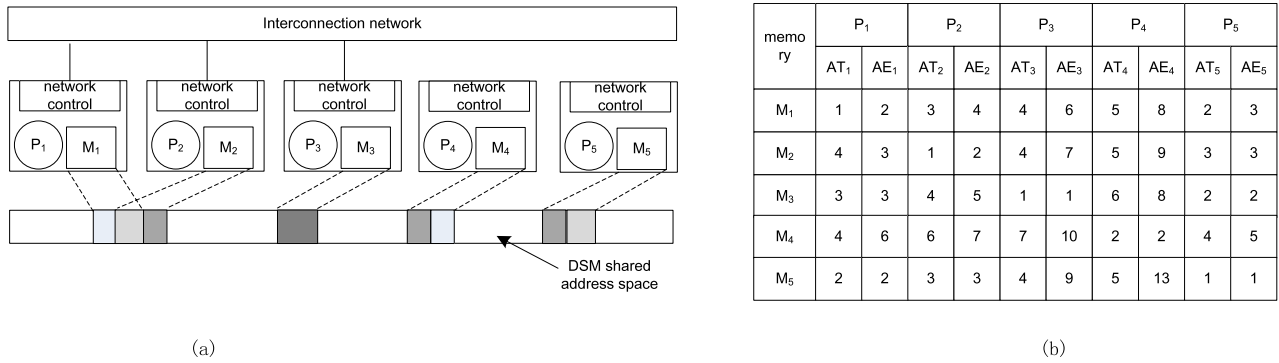 Interconnection network
network
control
network
control
network
control
network
control
network
control
P1 M1 P2 M2 P3 M3 P4 M4 P5 M5
DSM shared
address space
(a)
memo
ry
P1 P2 P3 P4 P5
AT1 AE1 AT2 AE2 AT3 AE3 AT4 AE4 AT5 AE5
M1 1 2 3 4 4 6 5 8 2 3
M2 4 3 1 2 4 7 5 9 3 3
M3 3 3 4 5 1 1 6 8 2 2
M4 4 6 6 7 7 10 2 2 4 5
M5 2 2 3 3 4 9 5 13 1 1
(b)